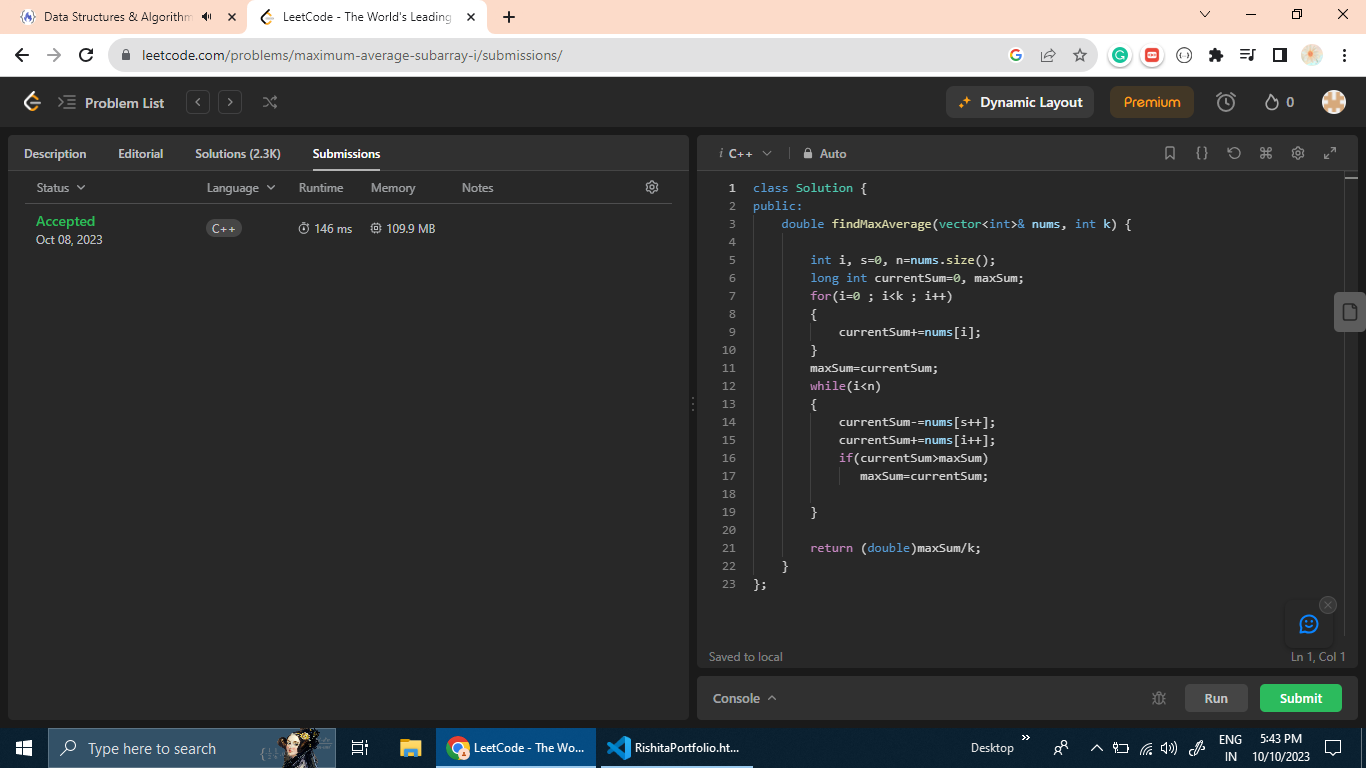 Data Structures & Algorithm
LeetCode - The World's Leading
leetcode.com/problems/maximum-average-subarray-i/submissions/
Problem List
Dynamic Layout
Premium
0
Description Editorial Solutions (2.3K) Submissions
Status Language Runtime Memory Notes
Accepted
Oct 08, 2023
C++ 146 ms 109.9 MB
i C++ Auto
1 class Solution {
2 public:
3 double findMaxAverage(vector<int>& nums, int k) {
4
5 int i, s=0, n=nums.size();
6 long int currentSum=0, maxSum;
7 for(i=0 ; i<k ; i++)
8 {
9 currentSum+=nums[i];
10 }
11 maxSum=currentSum;
12 while(i<n)
13 {
14 currentSum-=nums[s++];
15 currentSum+=nums[i++];
16 if(currentSum>maxSum)
17 maxSum=currentSum;
18
19 }
20
21 return (double)maxSum/k;
22 }
23 };
Saved to local Ln 1, Col 1
Console Run Submit
Type here to search
LeetCode - The Wo...
RishitaPortfolio.ht...
Desktop
ENG
IN
5:43 PM
10/10/2023